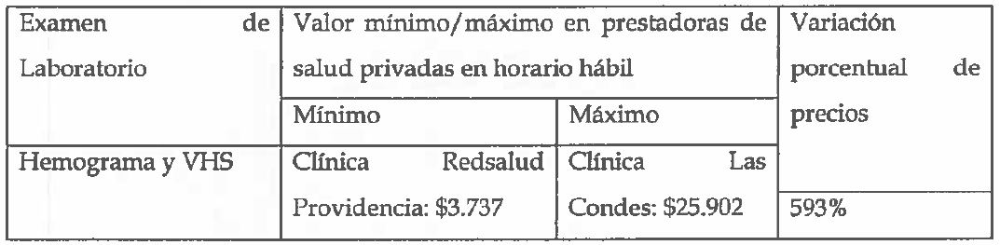 Examen de
Laboratorio
Valor mínimo/máximo en prestadoras de
salud privadas en horario hábil
Variación
porcentual de
precios
Mínimo
Máximo
Hemograma y VHS
Clínica Redsalud
Providencia: $3.737
Clínica Las
Condes: $25.902
593%